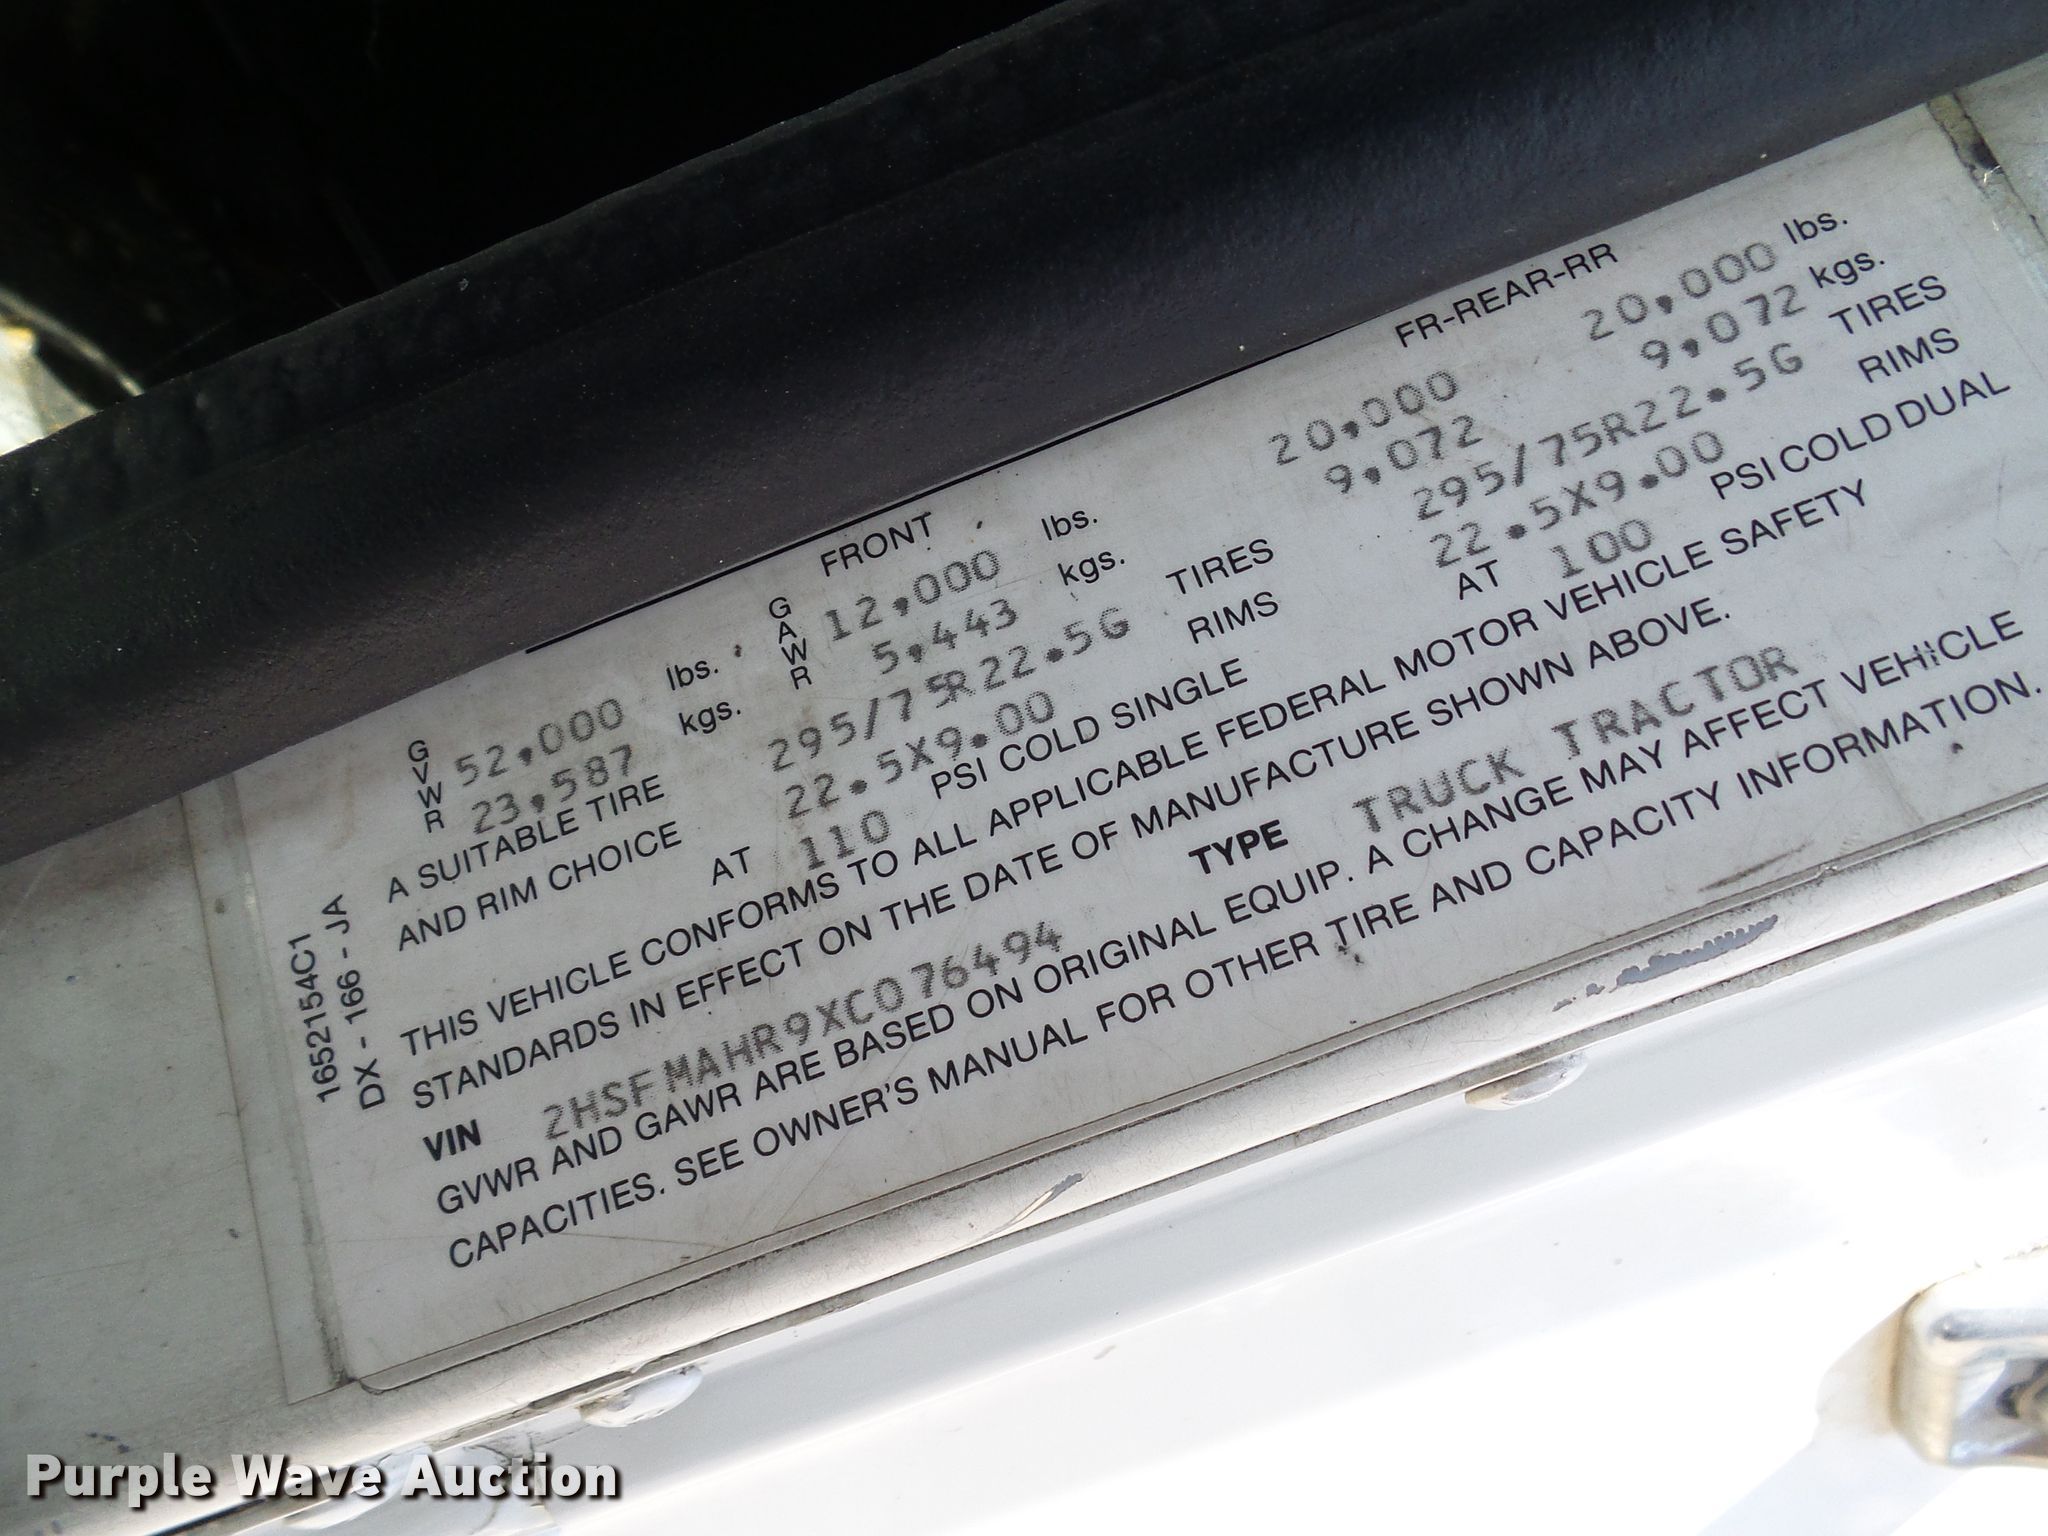 FRONT FR-REAR-RR
GVWR 52,000 lbs. GAWR 12,000 lbs. 20,000 20,000 lbs.
23,587 kgs. 5,443 kgs. 9,072 9,072 kgs.
A SUITABLE TIRE 295/75R22.5G TIRES 295/75R22.5G TIRES
AND RIM CHOICE 22.5X9.00 RIMS 22.5X9.00 RIMS
AT 110 PSI COLD SINGLE AT 100 PSI COLD DUAL
THIS VEHICLE CONFORMS TO ALL APPLICABLE FEDERAL MOTOR VEHICLE SAFETY
STANDARDS IN EFFECT ON THE DATE OF MANUFACTURE SHOWN ABOVE.
VIN 2HSFMAHR9XC076494 TYPE TRUCK TRACTOR
GVWR AND GAWR ARE BASED ON ORIGINAL EQUIP. A CHANGE MAY AFFECT VEHICLE
CAPACITIES. SEE OWNER'S MANUAL FOR OTHER TIRE AND CAPACITY INFORMATION.
1652154C1
DX - 166 - JA
Purple Wave Auction